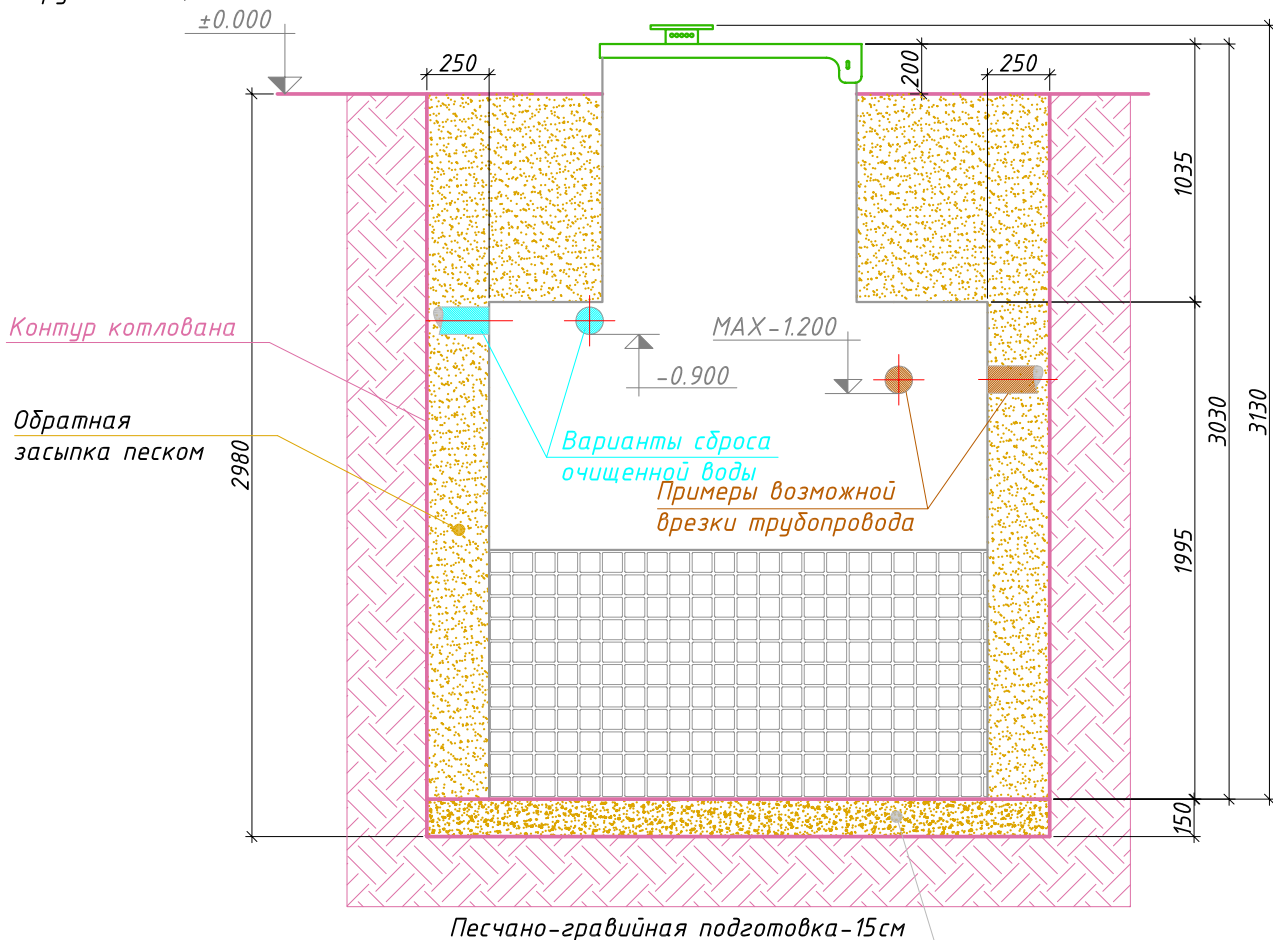 ±0.000
250
200
250
1035
Контур котлована
MAX-1.200
-0.900
3030
3130
Обратная
засыпка песком
2980
Варианты сброса
очищенной воды
Примеры возможной
врезки трубопровода
1995
150
Песчано-гравийная подготовка-15см